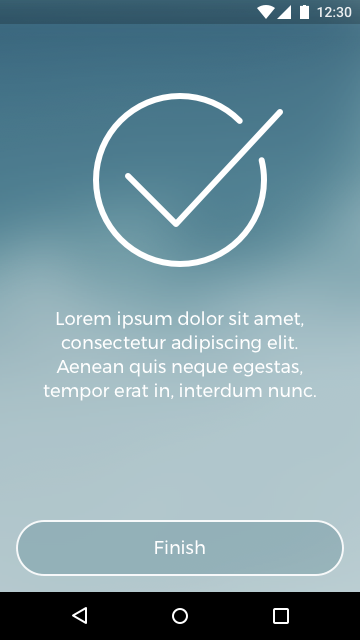 12:30
Lorem ipsum dolor sit amet,
consectetur adipiscing elit.
Aenean quis neque egestas,
tempor erat in, interdum nunc.
Finish